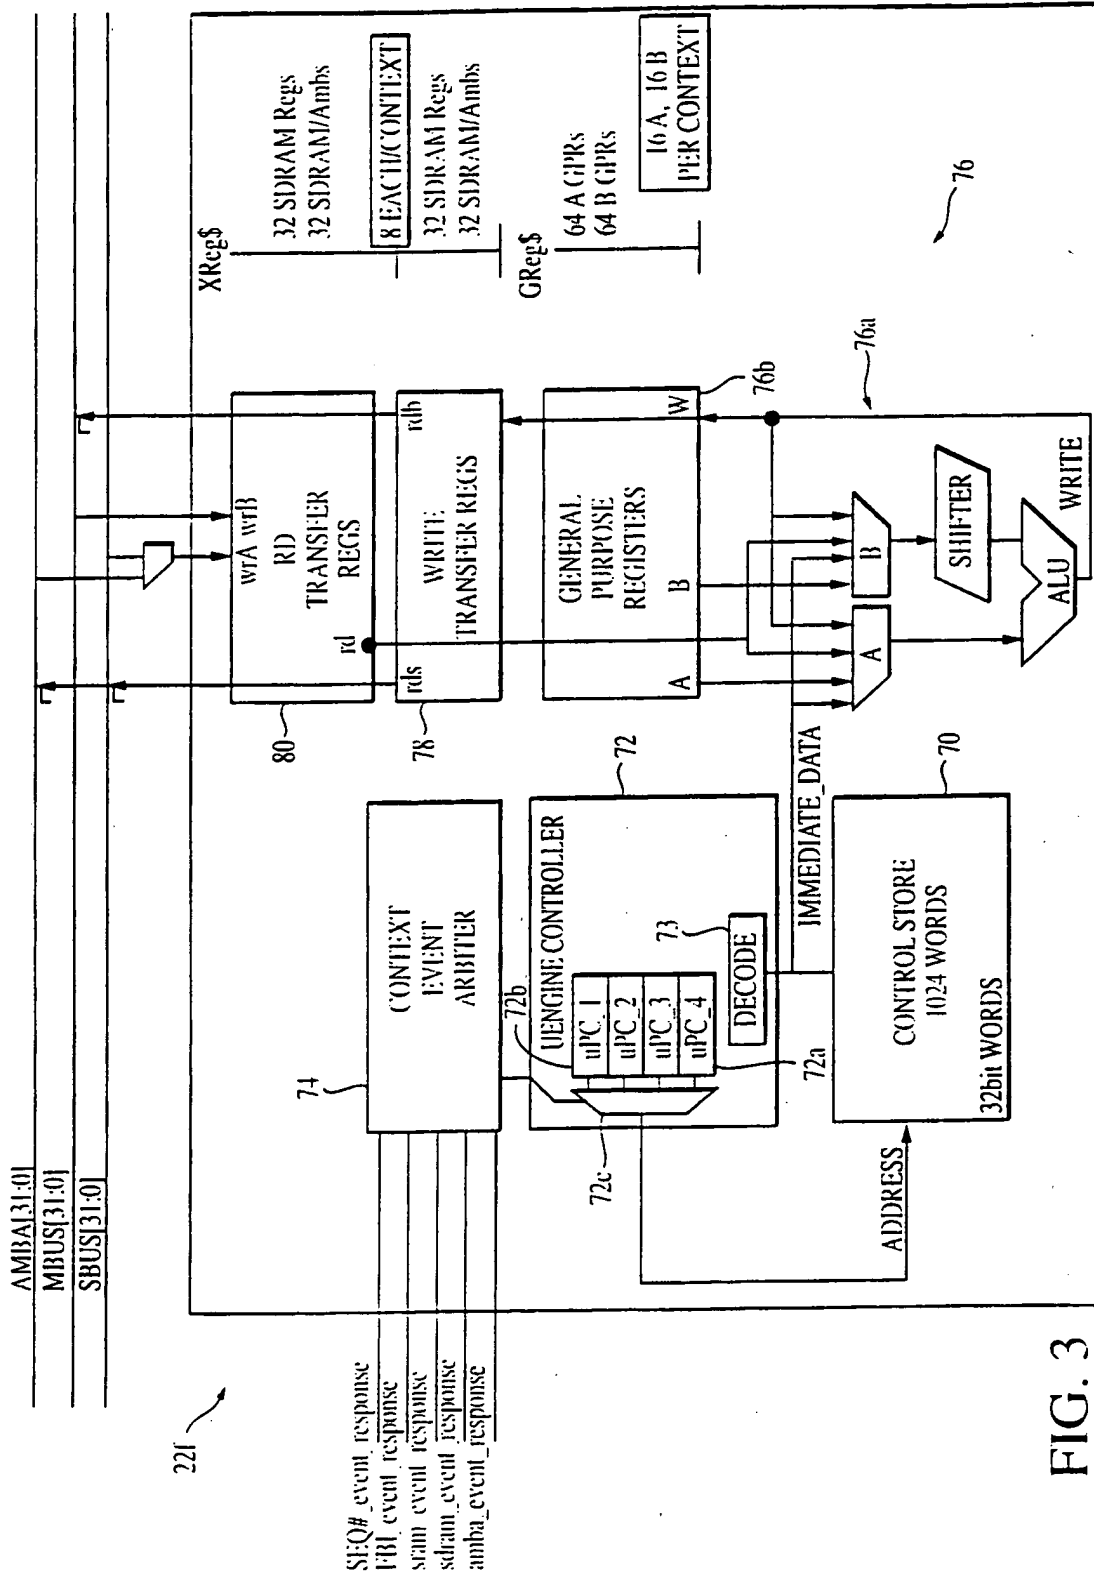 AMBA[31:0]
MBUS[31:0]
SBUS[31:0]
22f
SEQ#_event_response
FBI_event_response
sram_event_response
sdram_event_response
amba_event_response
74
CONTEXT
EVENT
ARBITER
72b
72
UENGINE CONTROLLER
uPC_1
uPC_2
uPC_3
uPC_4
72a
72c
73
DECODE
IMMEDIATE_DATA
ADDRESS
70
CONTROL STORE
1024 WORDS
32bit WORDS
80
wrA wrB
RD
TRANSFER
REGS
rd
78
rds
rdb
WRITE
TRANSFER REGS
GENERAL
PURPOSE
REGISTERS
A
B
W
76b
76a
A
B
SHIFTER
ALU
WRITE
XReg$
32 SDRAM Regs
32 SDRAM/Ambs
8 EACH/CONTEXT
32 SDRAM Regs
32 SDRAM/Ambs
GReg$
64 A GPRs
64 B GPRs
16 A, 16 B
PER CONTEXT
76
FIG. 3